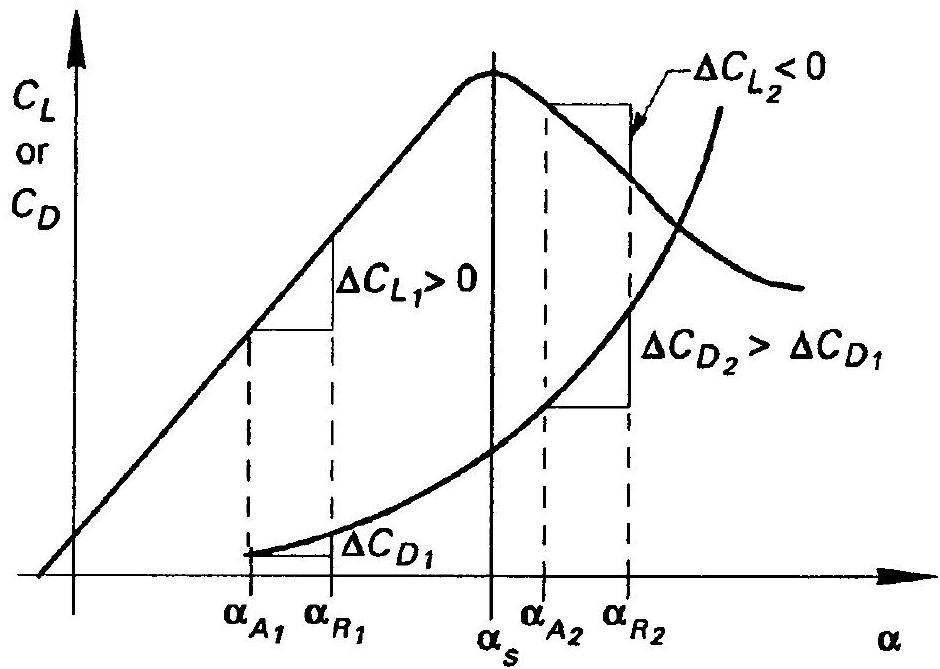 C_L
or
C_D
ΔC_L₂ < 0
ΔC_L₁ > 0
ΔC_D₂ > ΔC_D₁
ΔC_D₁
α_A₁ α_R₁ α_s α_A₂ α_R₂ α